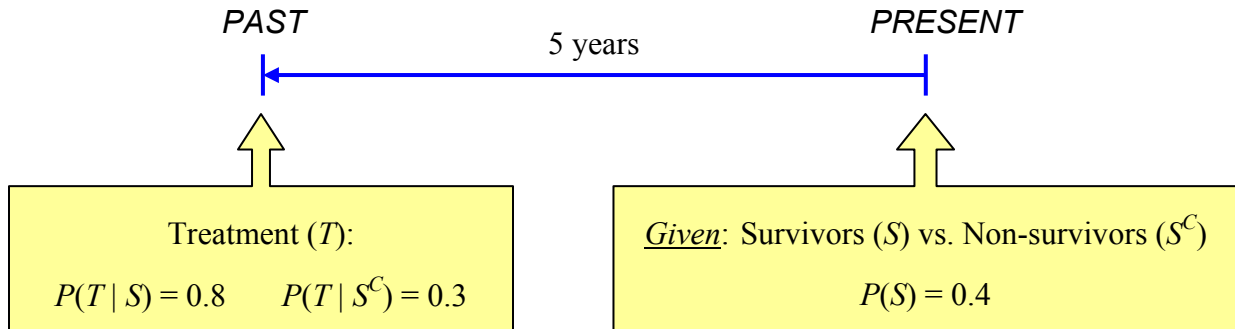 PAST
PRESENT
5 years
Treatment (T):
P(T | S) = 0.8 P(T | S^C) = 0.3
Given: Survivors (S) vs. Non-survivors (S^C)
P(S) = 0.4